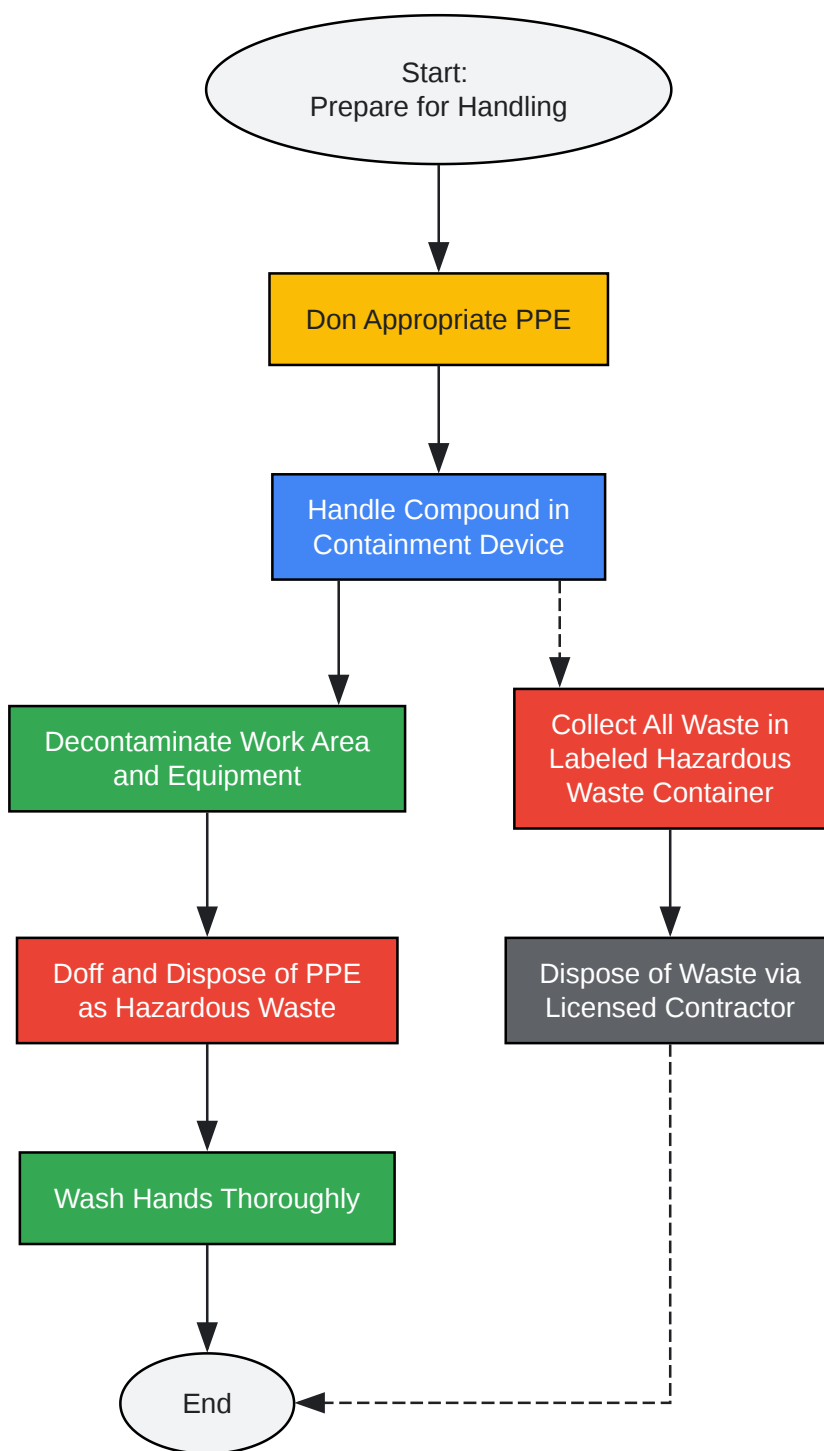 Start:
Prepare for Handling
Don Appropriate PPE
Handle Compound in
Containment Device
Decontaminate Work Area
and Equipment
Collect All Waste in
Labeled Hazardous
Waste Container
Doff and Dispose of PPE
as Hazardous Waste
Dispose of Waste via
Licensed Contractor
Wash Hands Thoroughly
End